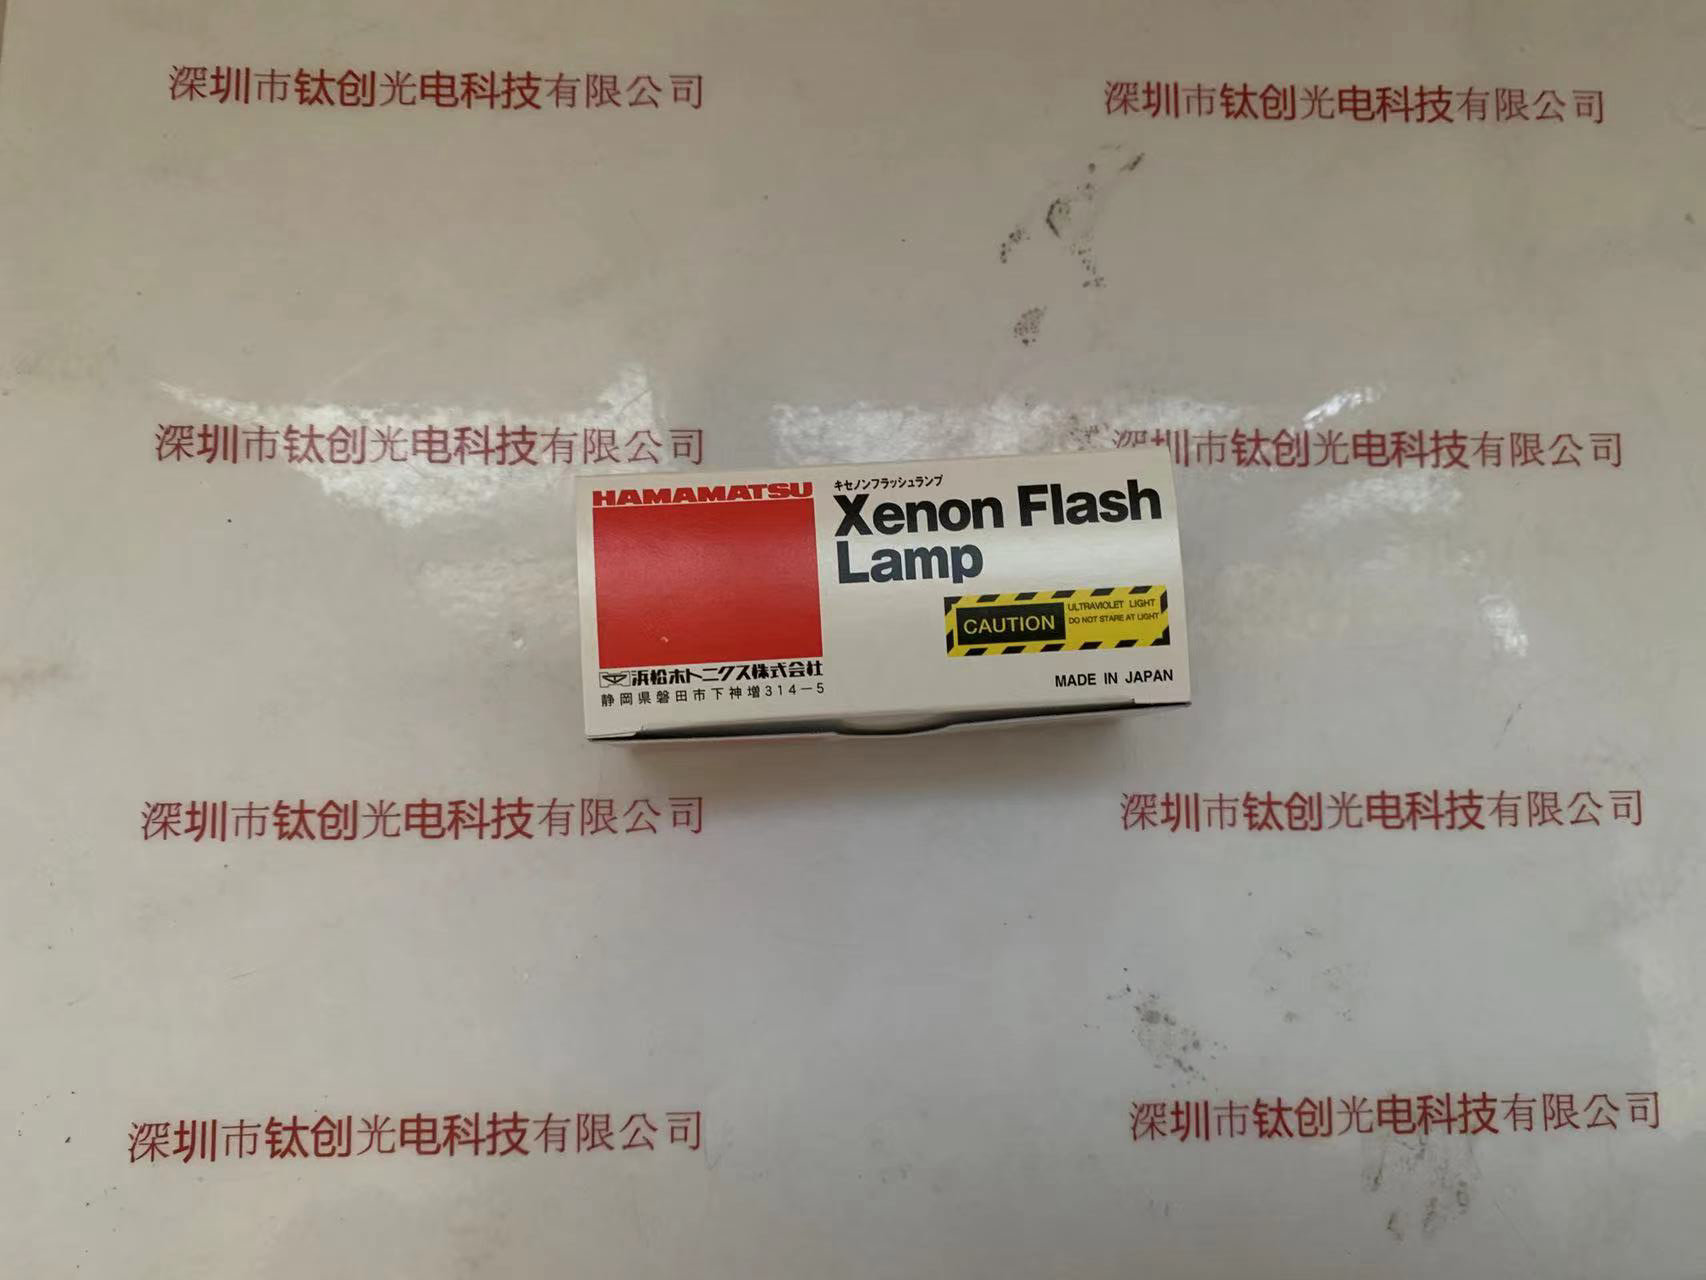 深圳市钛创光电科技有限公司
深圳市钛创光电科技有限公司
深圳市钛创光电科技有限公司
深圳市钛创光电科技有限公司
HAMAMATSU
浜松ホトニクス株式会社
静岡県磐田市下神増314-5
キセノンフラッシュランプ
Xenon Flash
Lamp
CAUTION
ULTRAVIOLET LIGHT
DO NOT STARE AT LIGHT
MADE IN JAPAN
深圳市钛创光电科技有限公司
深圳市钛创光电科技有限公司
深圳市钛创光电科技有限公司
深圳市钛创光电科技有限公司